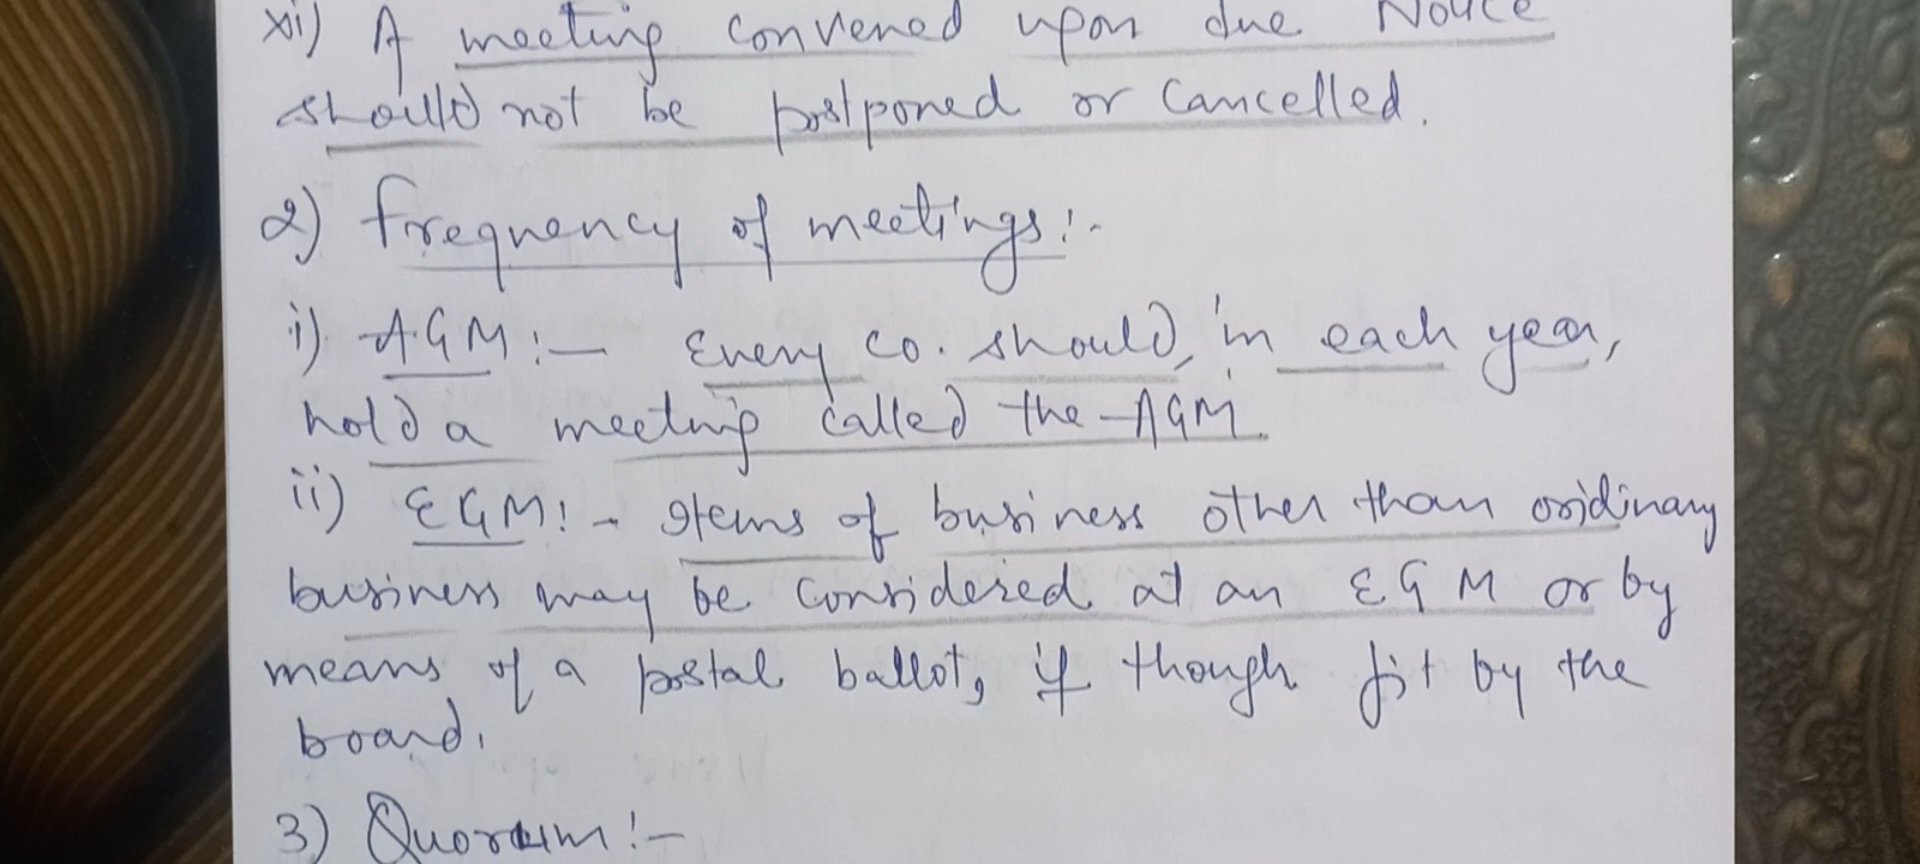 xi) A meeting convened upon due Notice
should not be postponed or Cancelled.
2) Frequency of meetings:-
i) AGM:- Every co. should, in each year,
hold a meeting called the AGM.
ii) EGM:- Items of business other than ordinary
business may be Considered at an EGM or by
means of a postal ballot, if though fit by the
board.
3) Quorum:-